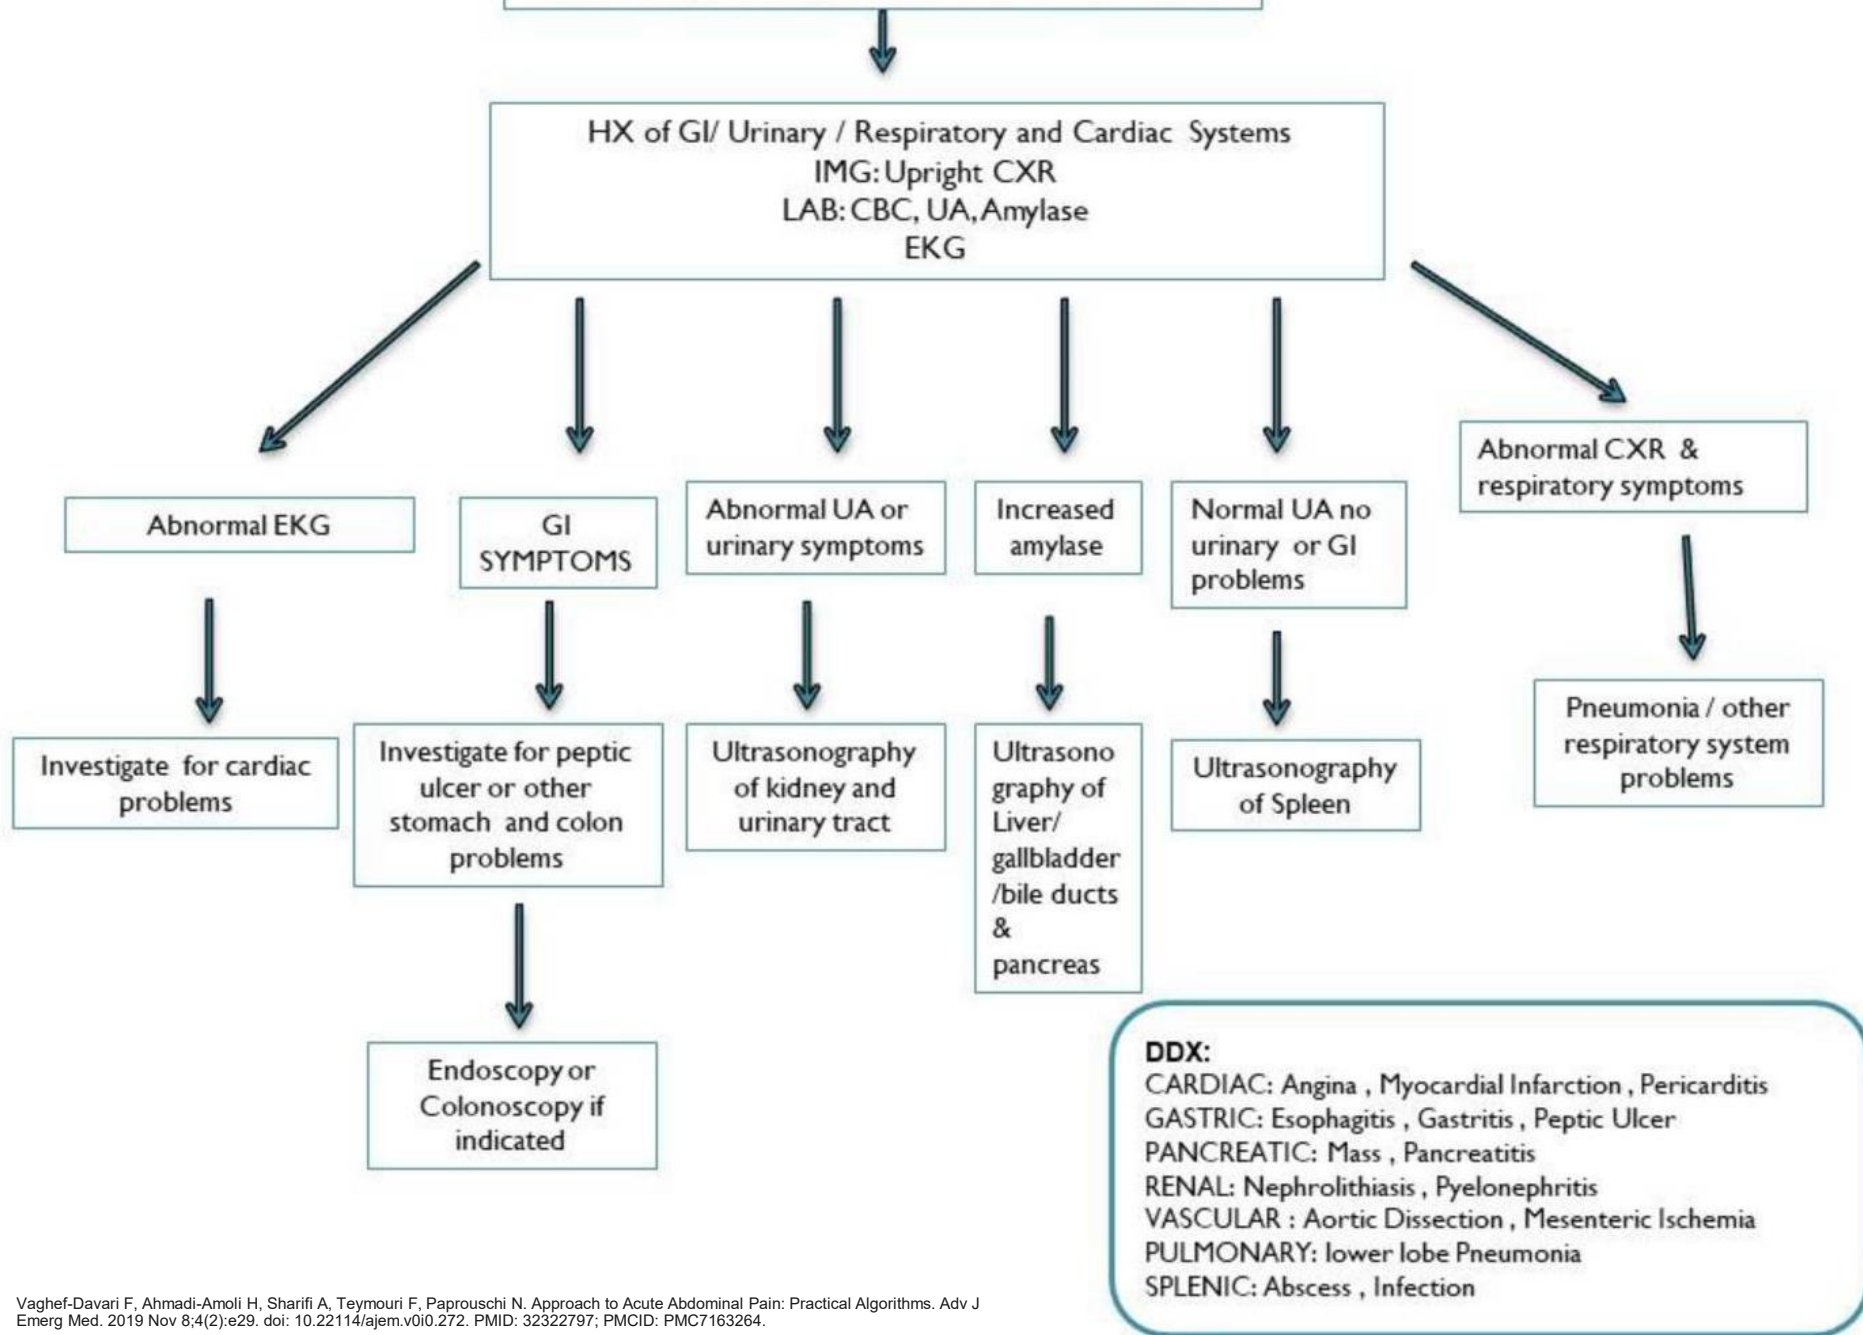 HX of GI/ Urinary / Respiratory and Cardiac Systems
IMG: Upright CXR
LAB: CBC, UA, Amylase
EKG
Abnormal EKG
GI
SYMPTOMS
Abnormal UA or
urinary symptoms
Increased
amylase
Normal UA no
urinary or GI
problems
Abnormal CXR &
respiratory symptoms
Investigate for cardiac
problems
Investigate for peptic
ulcer or other
stomach and colon
problems
Ultrasonography
of kidney and
urinary tract
Ultrasono
graphy of
Liver/
gallbladder
/bile ducts
&
pancreas
Ultrasonography
of Spleen
Pneumonia / other
respiratory system
problems
Endoscopy or
Colonoscopy if
indicated
DDX:
CARDIAC: Angina , Myocardial Infarction , Pericarditis
GASTRIC: Esophagitis , Gastritis , Peptic Ulcer
PANCREATIC: Mass , Pancreatitis
RENAL: Nephrolithiasis , Pyelonephritis
VASCULAR : Aortic Dissection , Mesenteric Ischemia
PULMONARY: lower lobe Pneumonia
SPLENIC: Abscess , Infection
Vaghef-Davari F, Ahmadi-Amoli H, Sharifi A, Teymouri F, Paprouschi N. Approach to Acute Abdominal Pain: Practical Algorithms. Adv J
Emerg Med. 2019 Nov 8;4(2):e29. doi: 10.22114/ajem.v0i0.272. PMID: 32322797; PMCID: PMC7163264.